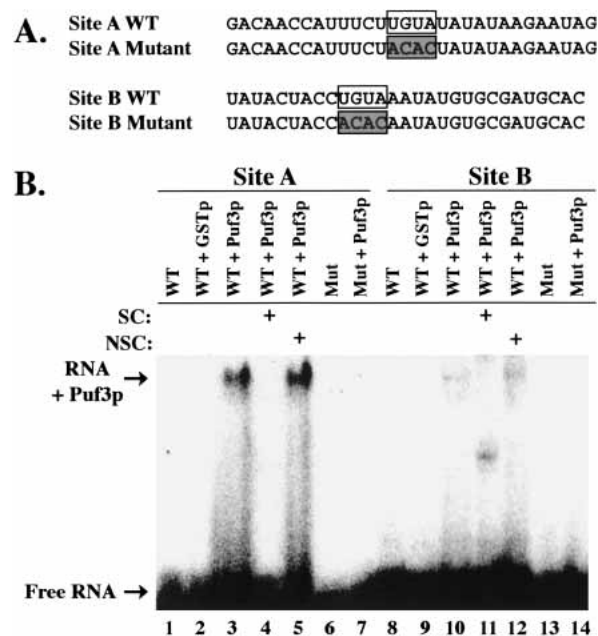 A.
Site A WT GACAACCAUUUCUUGUAUAUAUAAGAAUAG
Site A Mutant GACAACCAUUUCUACACUAUAUAAGAAUAG
Site B WT UAUACUACCUGUAAAUAUGUGCGAUGCAC
Site B Mutant UAUACUACCACACAAUAUGUGCGAUGCAC
B.
Site A Site B
WT WT + GSTp WT + Puf3p WT + Puf3p WT + Puf3p Mut Mut + Puf3p WT WT + GSTp WT + Puf3p WT + Puf3p WT + Puf3p Mut Mut + Puf3p
SC: + +
NSC: + +
RNA
+ Puf3p →
Free RNA →
1 2 3 4 5 6 7 8 9 10 11 12 13 14